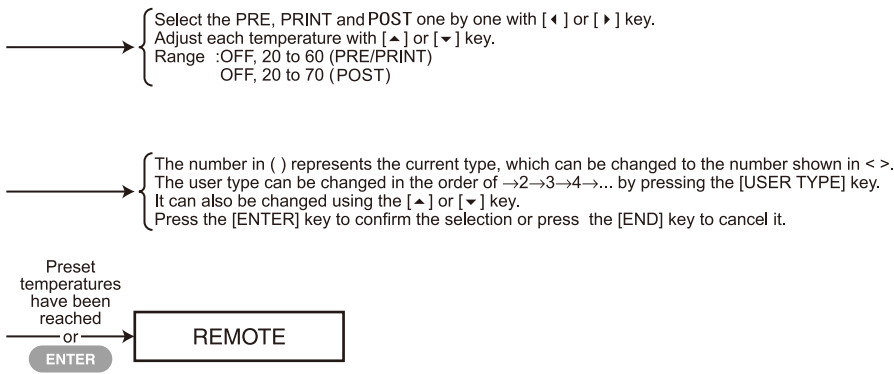 Select the PRE, PRINT and POST one by one with [ ◂ ] or [ ▸ ] key.
Adjust each temperature with [ ▴ ] or [ ▾ ] key.
Range :OFF, 20 to 60 (PRE/PRINT)
OFF, 20 to 70 (POST)
The number in ( ) represents the current type, which can be changed to the number shown in < >.
The user type can be changed in the order of →2→3→4→... by pressing the [USER TYPE] key.
It can also be changed using the [ ▴ ] or [ ▾ ] key.
Press the [ENTER] key to confirm the selection or press the [END] key to cancel it.
Preset
temperatures
have been
reached
or
ENTER
REMOTE